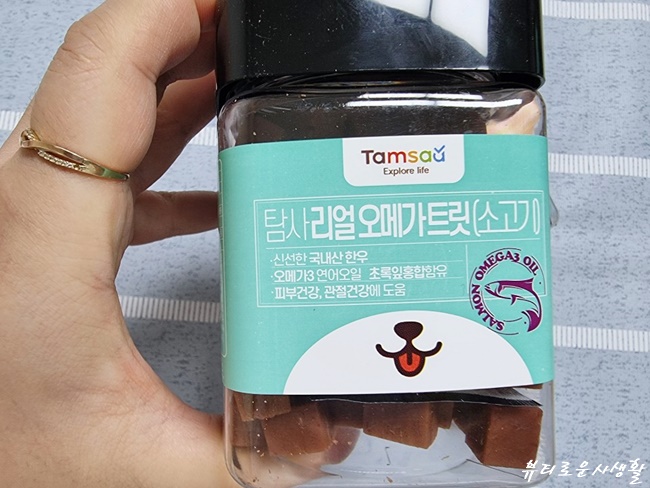 Tamsaa
Explore life
탐사 리얼 오메가 트릿 (소고기)
·신선한 국내산 한우
·오메가3 연어오일 초록잎홍합함유
·피부건강, 관절건강에 도움
SALMON OMEGA3 OIL
뷰티로운사생활